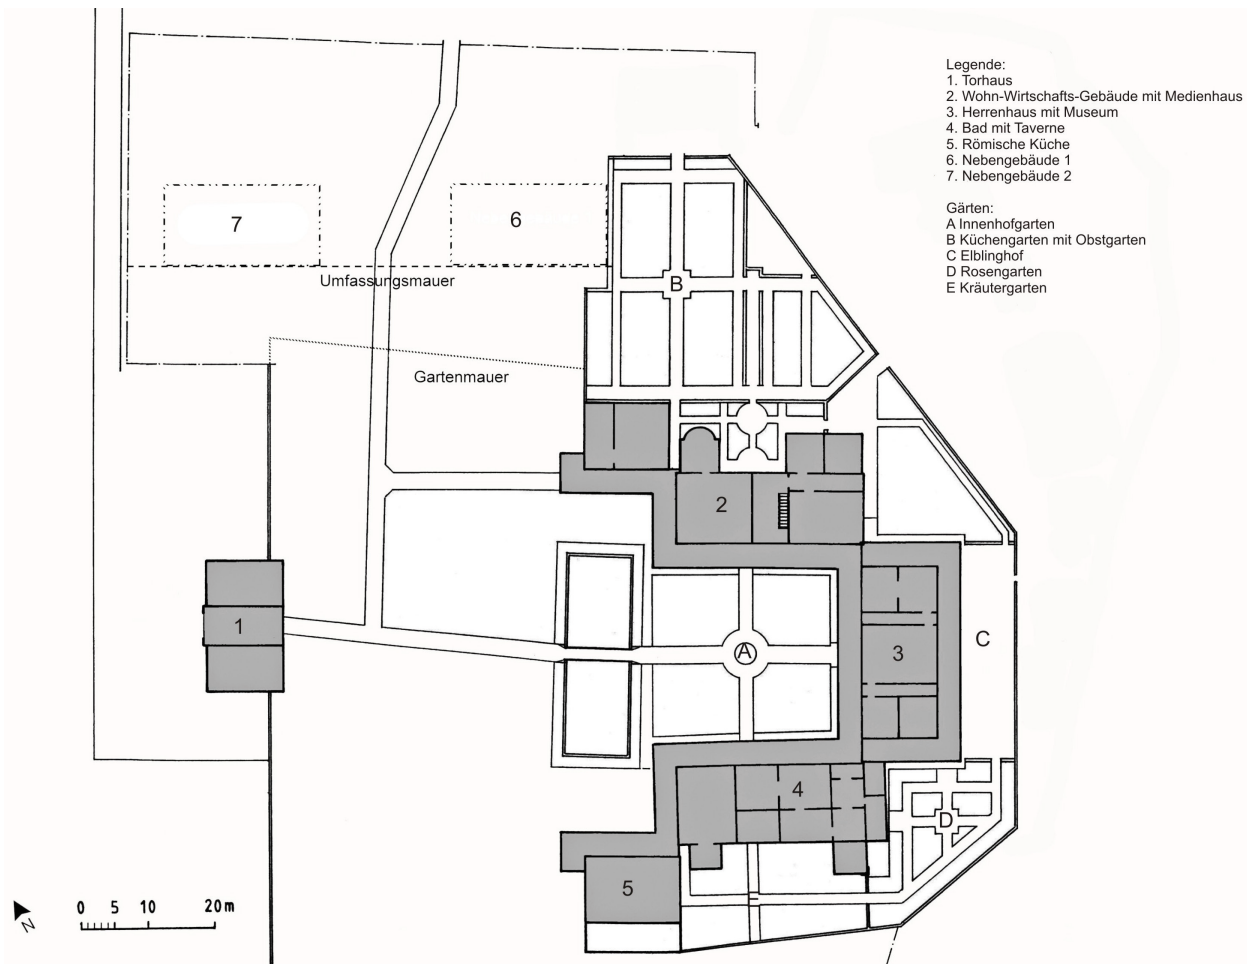 Legende:
1. Torhaus
2. Wohn-Wirtschafts-Gebäude mit Medienhaus
3. Herrenhaus mit Museum
4. Bad mit Taverne
5. Römische Küche
6. Nebengebäude 1
7. Nebengebäude 2
Gärten:
A Innenhofgarten
B Küchengarten mit Obstgarten
C Elblinghof
D Rosengarten
E Kräutergarten
7
6
Umfassungsmauer
B
Gartenmauer
2
1
A
3
C
4
D
5
E
N
0 5 10 20 m